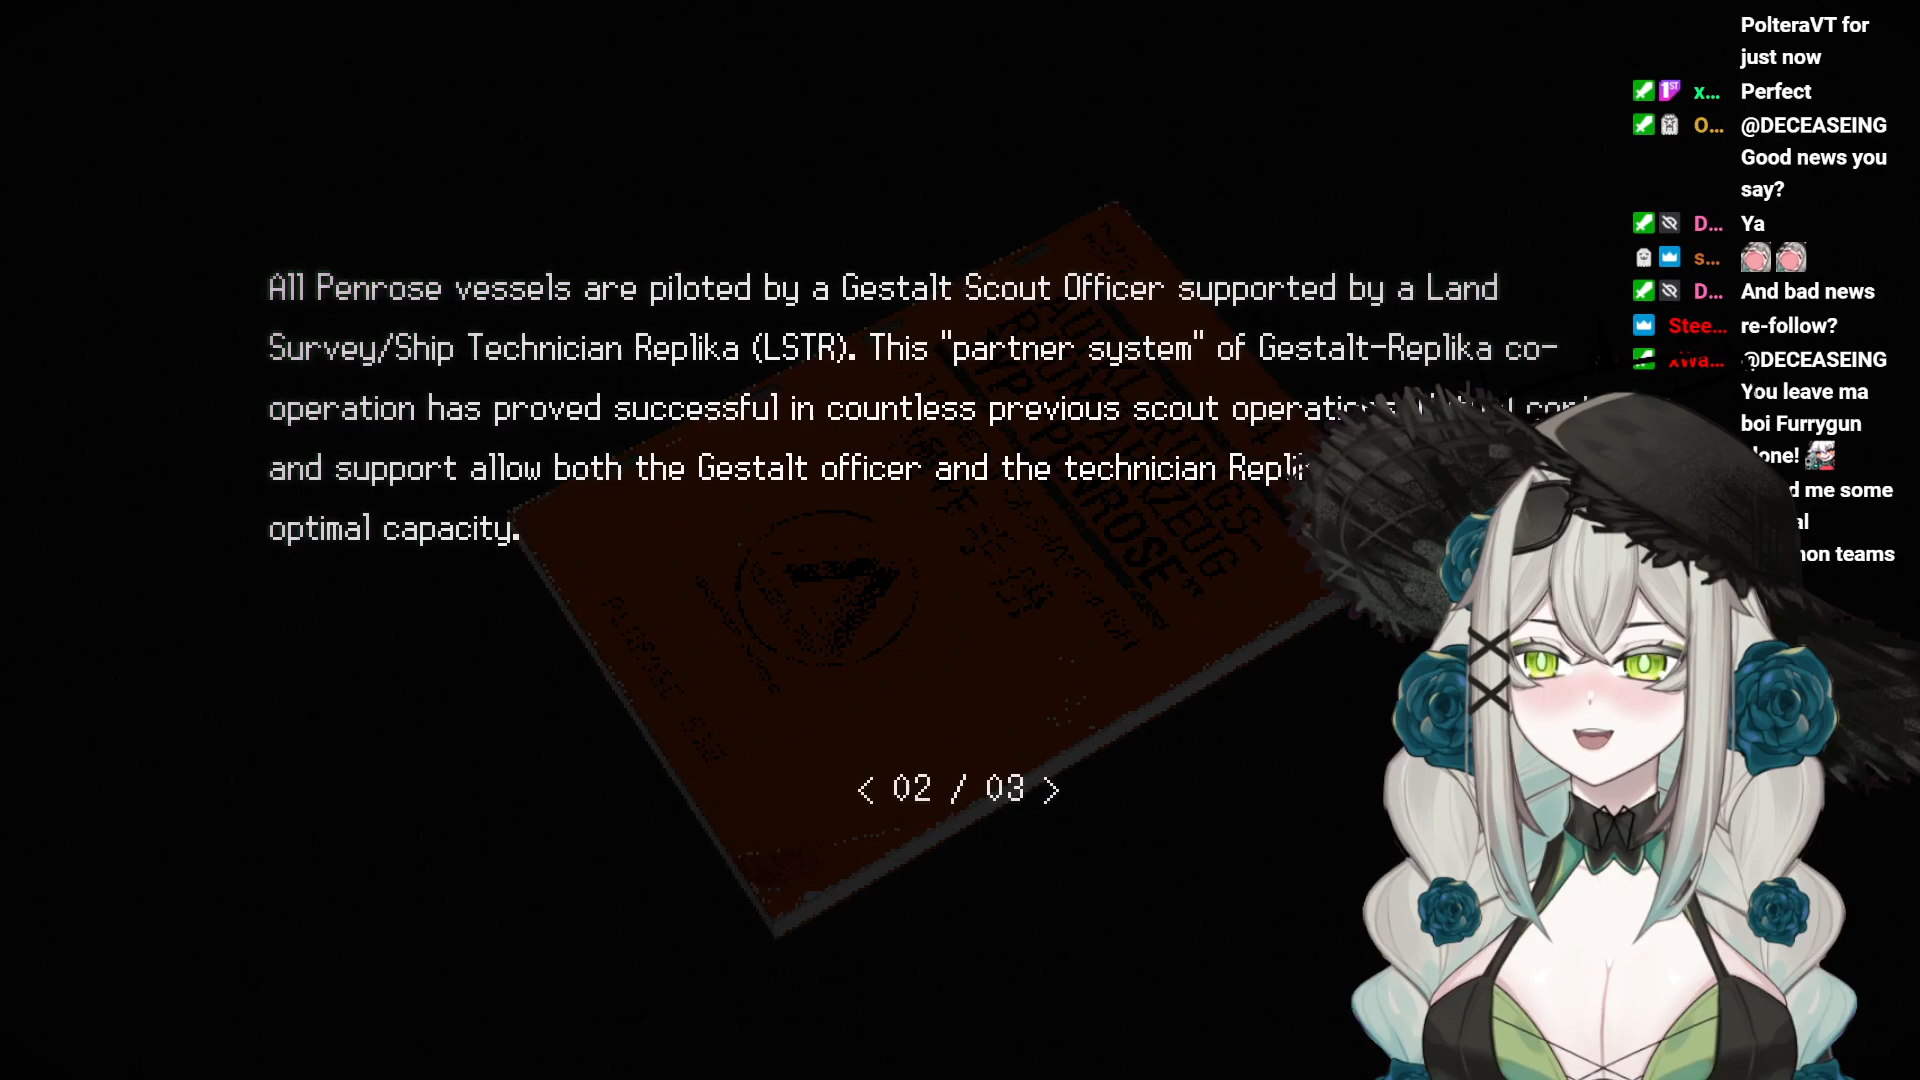 PolteraVT for
just now
x... Perfect
O... @DECEASEING
Good news you
say?
D... Ya
s...
D... And bad news
Stee... re-follow?
xWa... @DECEASEING
You leave ma
boi Furrygun
me some
teams
All Penrose vessels are piloted by a Gestalt Scout Officer supported by a Land
Survey/Ship Technician Replika (LSTR). This "partner system" of Gestalt-Replika co-
operation has proved successful in countless previous scout
and support allow both the Gestalt officer and the technician
optimal capacity.
< 02 / 03 >